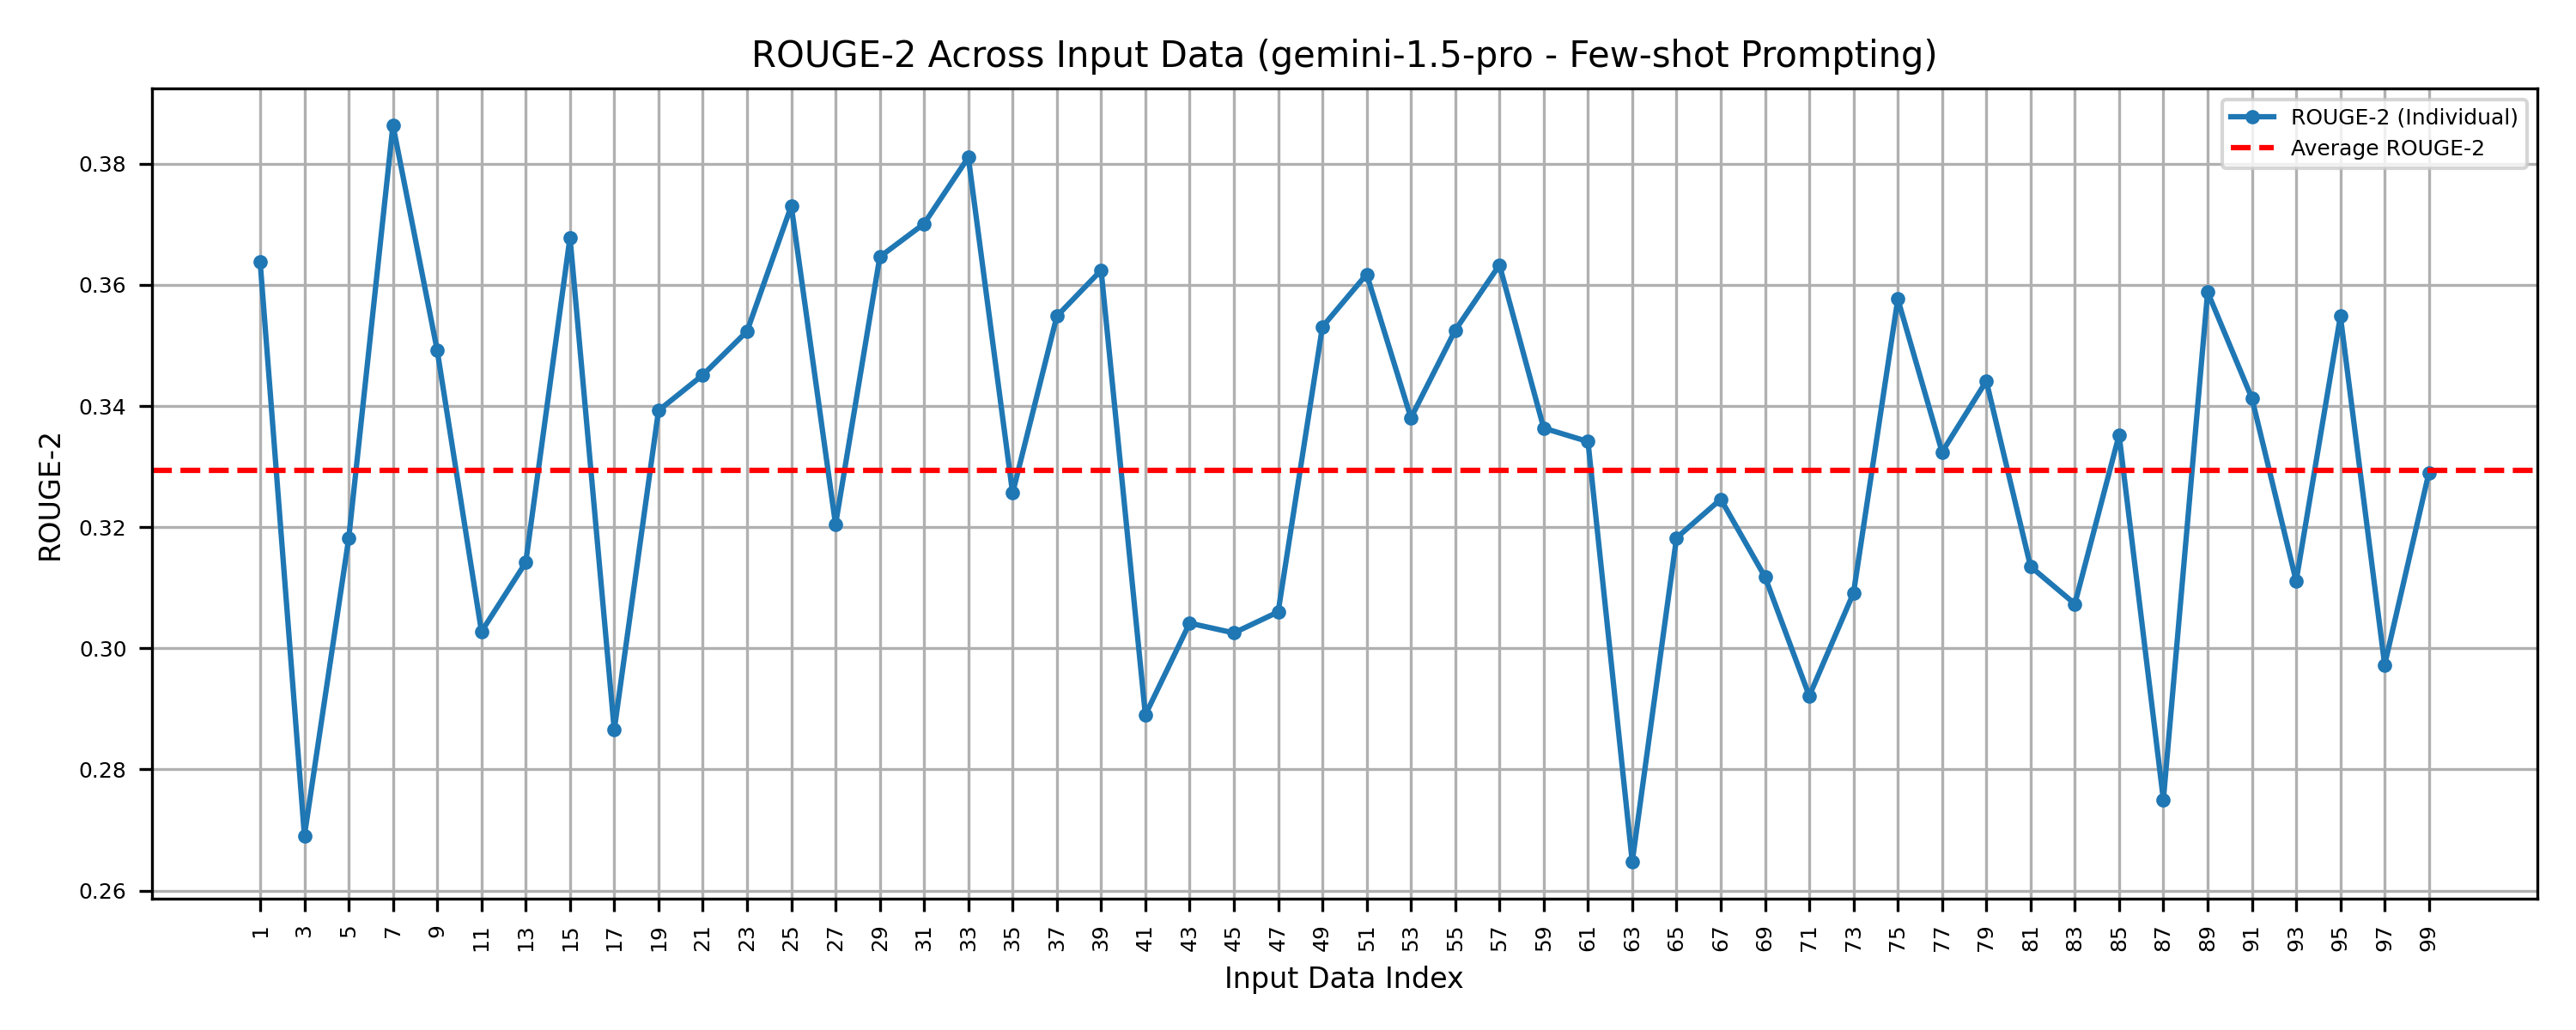 ROUGE-2 Across Input Data (gemini-1.5-pro - Few-shot Prompting)
ROUGE-2 (Individual)
Average ROUGE-2
ROUGE-2
0.38
0.36
0.34
0.32
0.30
0.28
0.26
1 3 5 7 9 11 13 15 17 19 21 23 25 27 29 31 33 35 37 39 41 43 45 47 49 51 53 55 57 59 61 63 65 67 69 71 73 75 77 79 81 83 85 87 89 91 93 95 97 99
Input Data Index